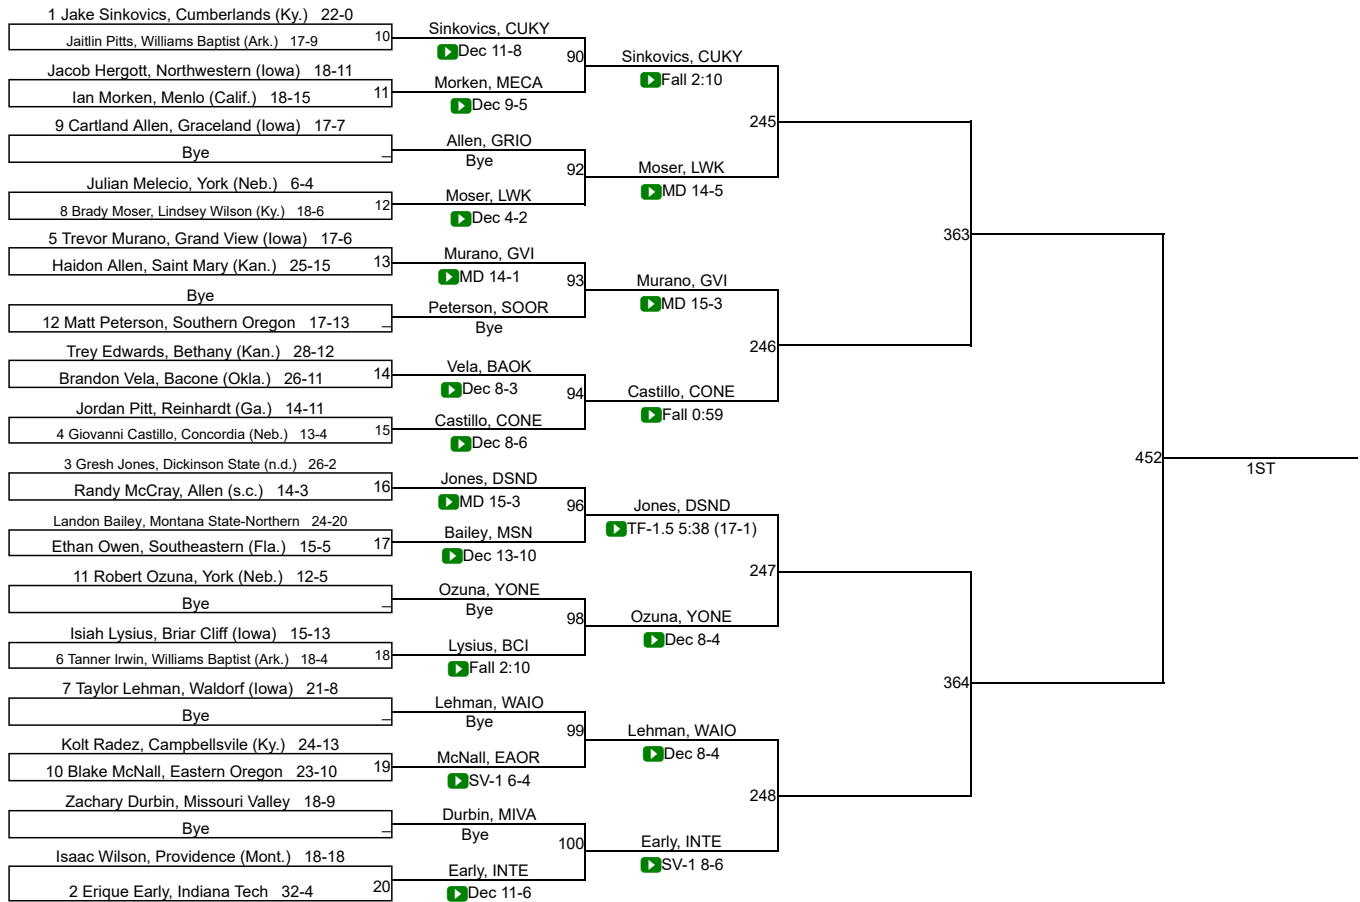 1 Jake Sinkovics, Cumberlands (Ky.) 22-0
Jaitlin Pitts, Williams Baptist (Ark.) 17-9
10
Jacob Hergott, Northwestern (Iowa) 18-11
Ian Morken, Menlo (Calif.) 18-15
11
9 Cartland Allen, Graceland (Iowa) 17-7
Bye
_
Julian Melecio, York (Neb.) 6-4
8 Brady Moser, Lindsey Wilson (Ky.) 18-6
12
5 Trevor Murano, Grand View (Iowa) 17-6
Haidon Allen, Saint Mary (Kan.) 25-15
13
Bye
12 Matt Peterson, Southern Oregon 17-13
_
Trey Edwards, Bethany (Kan.) 28-12
Brandon Vela, Bacone (Okla.) 26-11
14
Jordan Pitt, Reinhardt (Ga.) 14-11
4 Giovanni Castillo, Concordia (Neb.) 13-4
15
3 Gresh Jones, Dickinson State (n.d.) 26-2
Randy McCray, Allen (s.c.) 14-3
16
Landon Bailey, Montana State-Northern 24-20
Ethan Owen, Southeastern (Fla.) 15-5
17
11 Robert Ozuna, York (Neb.) 12-5
Bye
_
Isiah Lysius, Briar Cliff (Iowa) 15-13
6 Tanner Irwin, Williams Baptist (Ark.) 18-4
18
7 Taylor Lehman, Waldorf (Iowa) 21-8
Bye
_
Kolt Radez, Campbellsvile (Ky.) 24-13
10 Blake McNall, Eastern Oregon 23-10
19
Zachary Durbin, Missouri Valley 18-9
Bye
_
Isaac Wilson, Providence (Mont.) 18-18
2 Erique Early, Indiana Tech 32-4
20
Sinkovics, CUKY
Dec 11-8
90
Morken, MECA
Dec 9-5
Allen, GRIO
Bye
92
Moser, LWK
Dec 4-2
Murano, GVI
MD 14-1
93
Peterson, SOOR
Bye
Vela, BAOK
Dec 8-3
94
Castillo, CONE
Dec 8-6
Jones, DSND
MD 15-3
96
Bailey, MSN
Dec 13-10
Ozuna, YONE
Bye
98
Lysius, BCI
Fall 2:10
Lehman, WAIO
Bye
99
McNall, EAOR
SV-1 6-4
Durbin, MIVA
Bye
100
Early, INTE
Dec 11-6
Sinkovics, CUKY
Fall 2:10
245
Moser, LWK
MD 14-5
Murano, GVI
MD 15-3
246
Castillo, CONE
Fall 0:59
Jones, DSND
TF-1.5 5:38 (17-1)
247
Ozuna, YONE
Dec 8-4
Lehman, WAIO
Dec 8-4
248
Early, INTE
SV-1 8-6
363
364
452
1ST